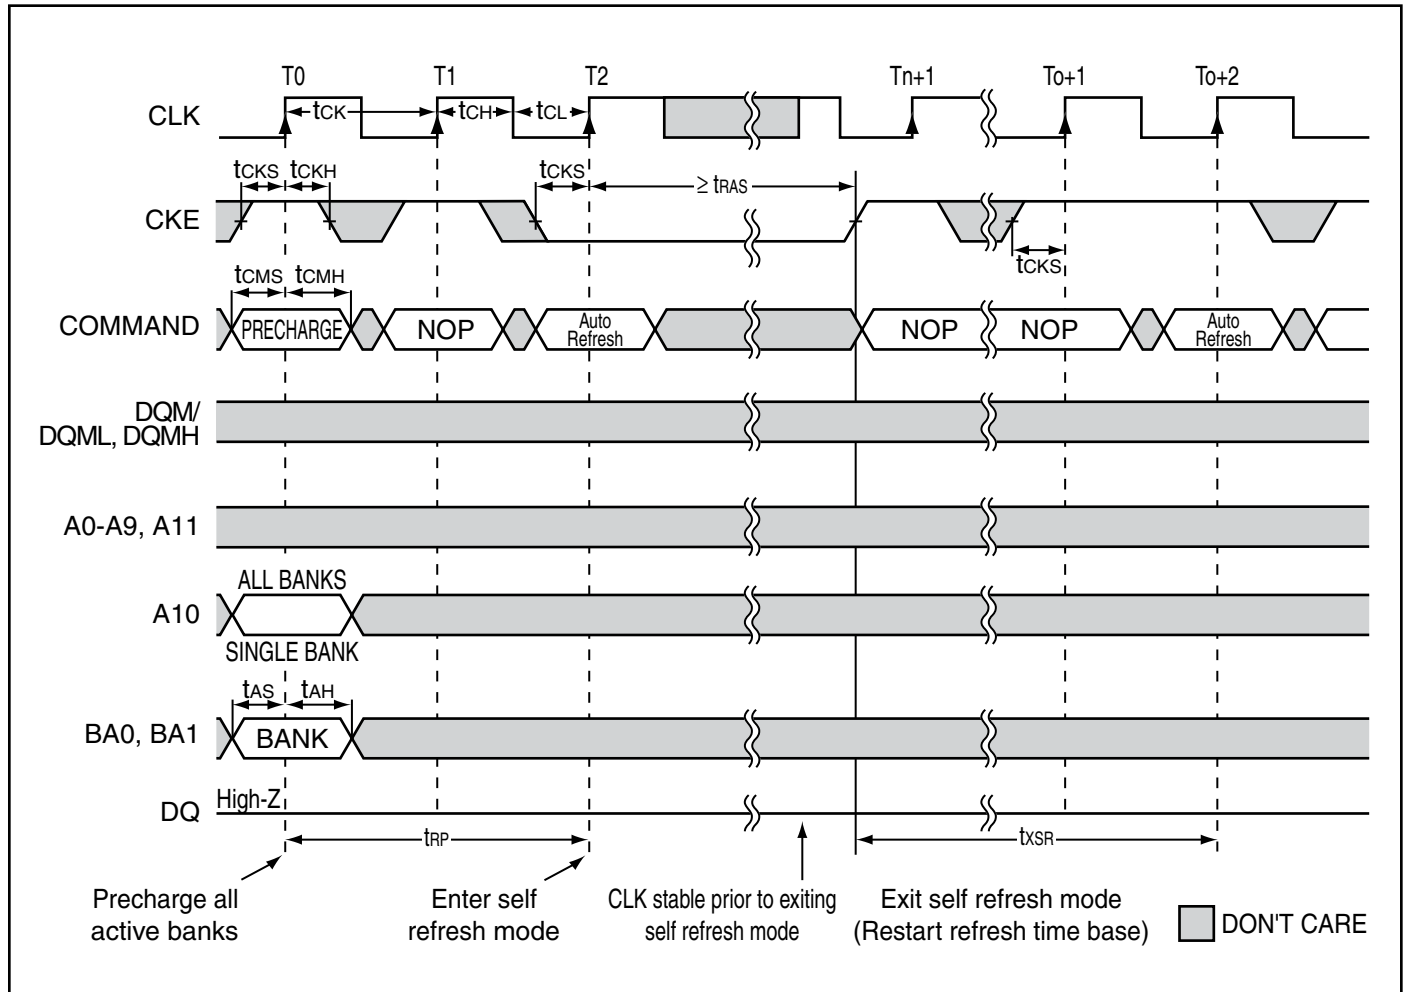 T0 T1 T2 Tn+1 To+1 To+2
CLK
tCK tCH tCL
tCKS tCKH tCKS ≥ tRAS
CKE
tCKS
tCMS tCMH
COMMAND PRECHARGE NOP Auto Refresh NOP NOP Auto Refresh
DQM/
DQML, DQMH
A0-A9, A11
ALL BANKS
A10
SINGLE BANK
tAS tAH
BA0, BA1 BANK
DQ High-Z
tRP tXSR
Precharge all
active banks
Enter self
refresh mode
CLK stable prior to exiting
self refresh mode
Exit self refresh mode
(Restart refresh time base)
DON'T CARE